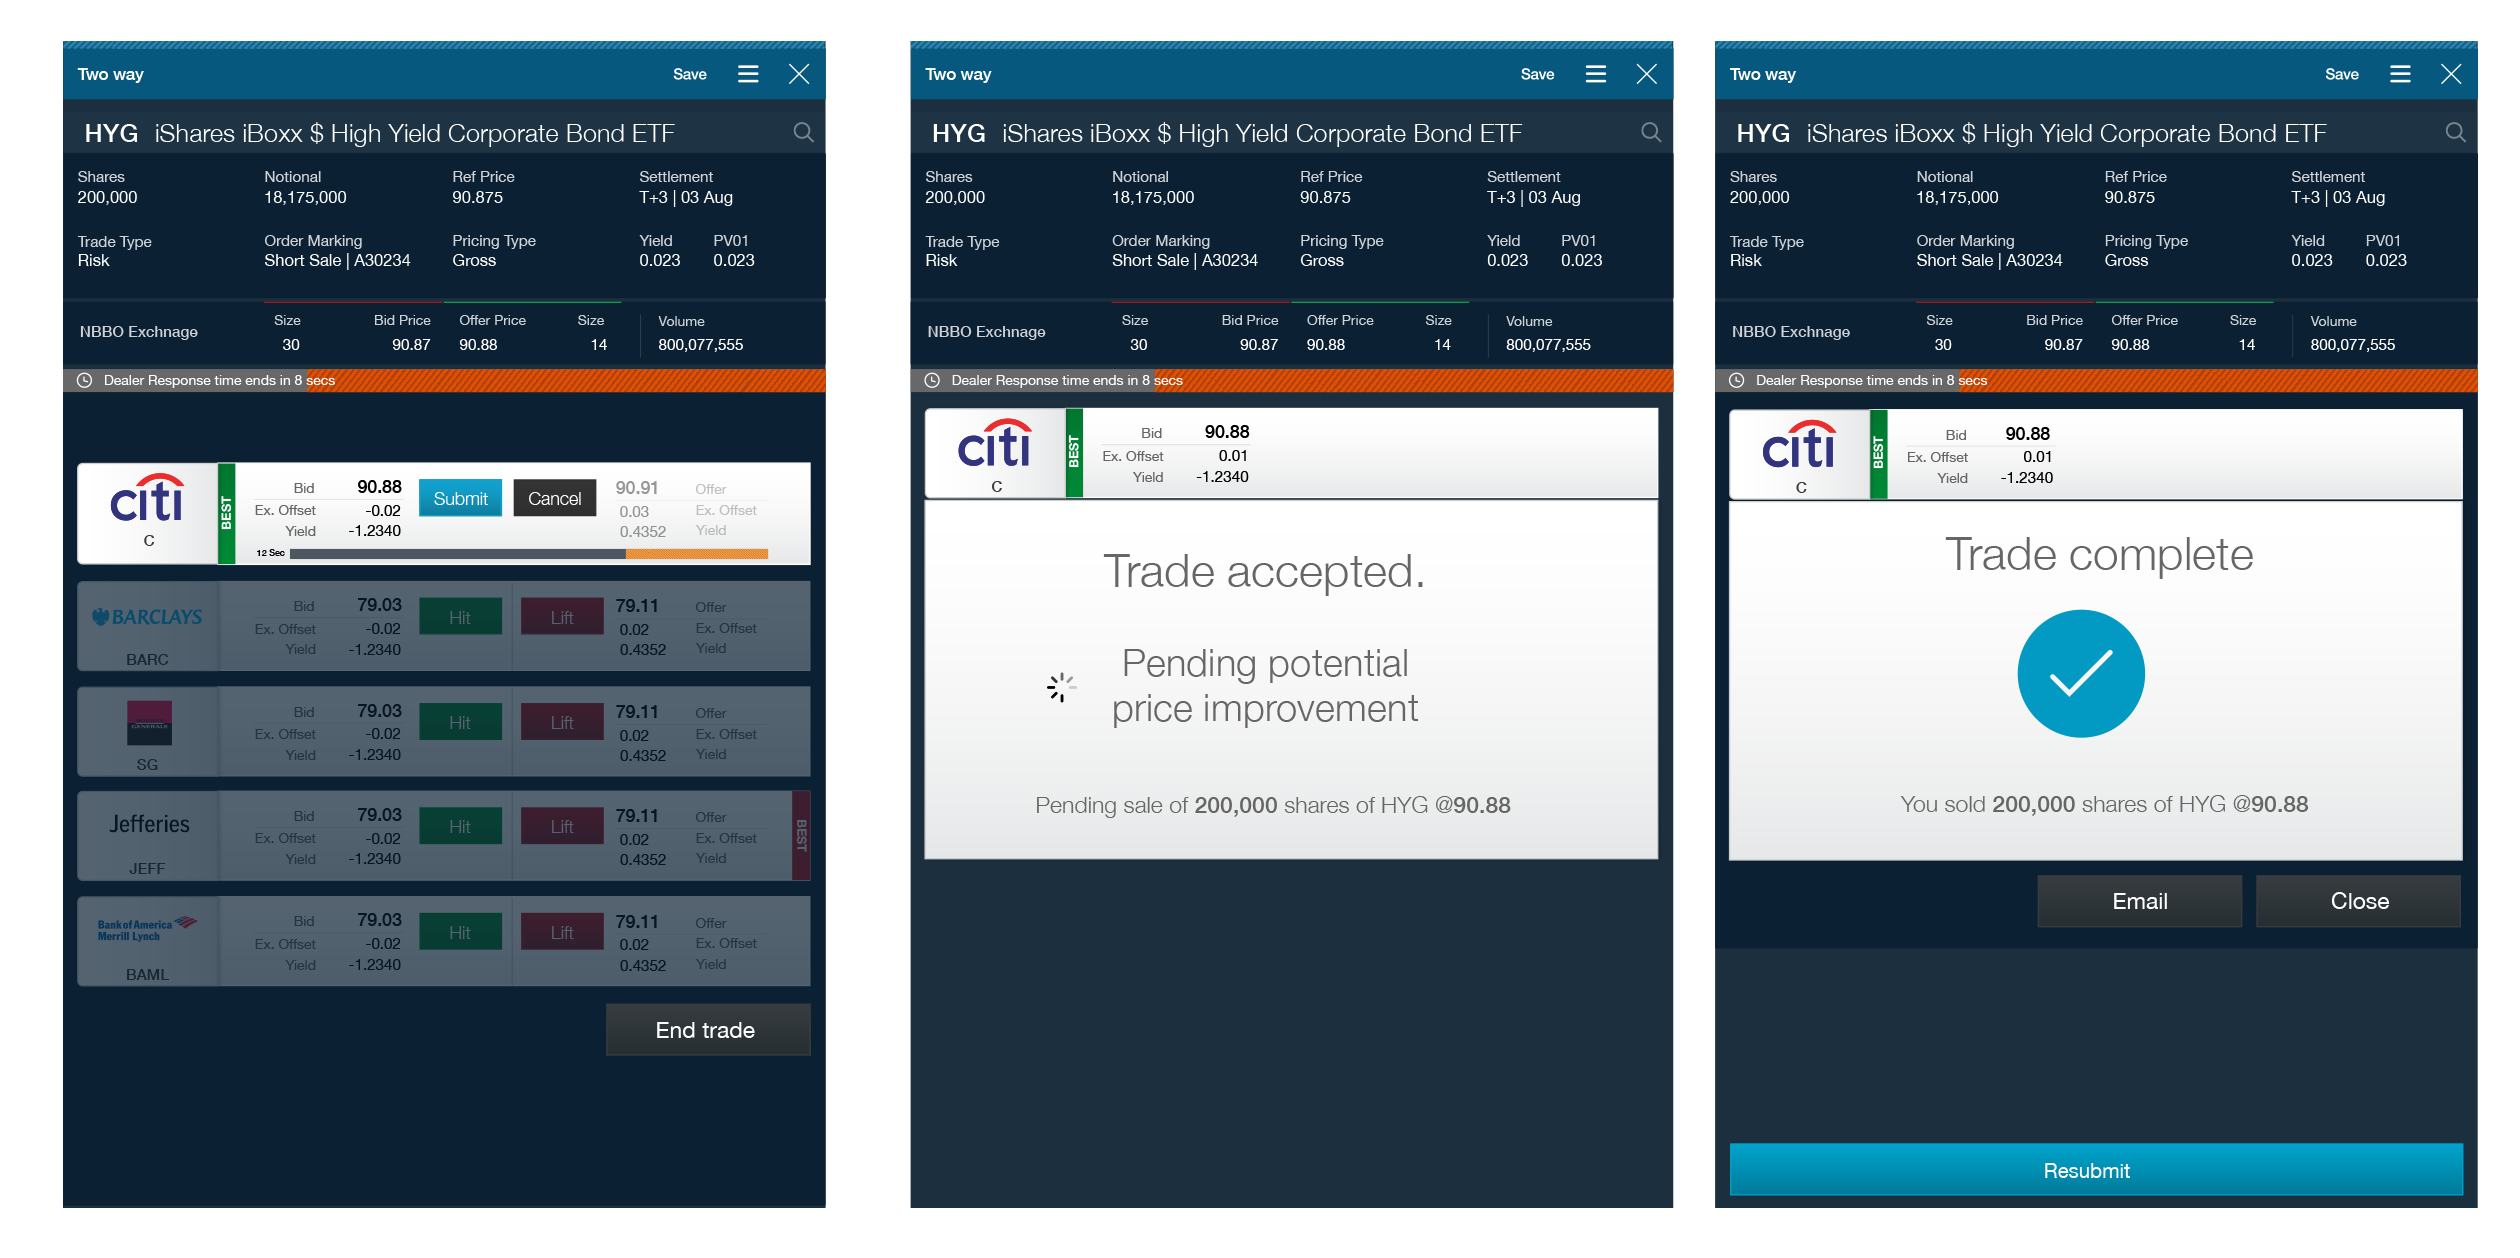 Two way Save
HYG iShares iBoxx $ High Yield Corporate Bond ETF
Shares Notional Ref Price Settlement
200,000 18,175,000 90.875 T+3 | 03 Aug
Trade Type Order Marking Pricing Type Yield PV01
Risk Short Sale | A30234 Gross 0.023 0.023
NBBO Exchnage
Size Bid Price Offer Price Size Volume
30 90.87 90.88 14 800,077,555
Dealer Response time ends in 8 secs
citi
C
BEST
Bid 90.88 Submit Cancel 90.91 Offer
Ex. Offset -0.02 0.03 Ex. Offset
Yield -1.2340 0.4352 Yield
12 Sec
BARCLAYS
BARC
Bid 79.03 Hit Lift 79.11 Offer
Ex. Offset -0.02 0.02 Ex. Offset
Yield -1.2340 0.4352 Yield
GENERALE
SG
Bid 79.03 Hit Lift 79.11 Offer
Ex. Offset -0.02 0.02 Ex. Offset
Yield -1.2340 0.4352 Yield
Jefferies
JEFF
Bid 79.03 Hit Lift 79.11 Offer
Ex. Offset -0.02 0.02 Ex. Offset
Yield -1.2340 0.4352 Yield
BEST
Bank of America
Merrill Lynch
BAML
Bid 79.03 Hit Lift 79.11 Offer
Ex. Offset -0.02 0.02 Ex. Offset
Yield -1.2340 0.4352 Yield
End trade
Two way Save
HYG iShares iBoxx $ High Yield Corporate Bond ETF
Shares Notional Ref Price Settlement
200,000 18,175,000 90.875 T+3 | 03 Aug
Trade Type Order Marking Pricing Type Yield PV01
Risk Short Sale | A30234 Gross 0.023 0.023
NBBO Exchnage
Size Bid Price Offer Price Size Volume
30 90.87 90.88 14 800,077,555
Dealer Response time ends in 8 secs
citi
C
BEST
Bid 90.88
Ex. Offset 0.01
Yield -1.2340
Trade accepted.
Pending potential
price improvement
Pending sale of 200,000 shares of HYG @90.88
Two way Save
HYG iShares iBoxx $ High Yield Corporate Bond ETF
Shares Notional Ref Price Settlement
200,000 18,175,000 90.875 T+3 | 03 Aug
Trade Type Order Marking Pricing Type Yield PV01
Risk Short Sale | A30234 Gross 0.023 0.023
NBBO Exchnage
Size Bid Price Offer Price Size Volume
30 90.87 90.88 14 800,077,555
Dealer Response time ends in 8 secs
citi
C
BEST
Bid 90.88
Ex. Offset 0.01
Yield -1.2340
Trade complete
You sold 200,000 shares of HYG @90.88
Email Close
Resubmit